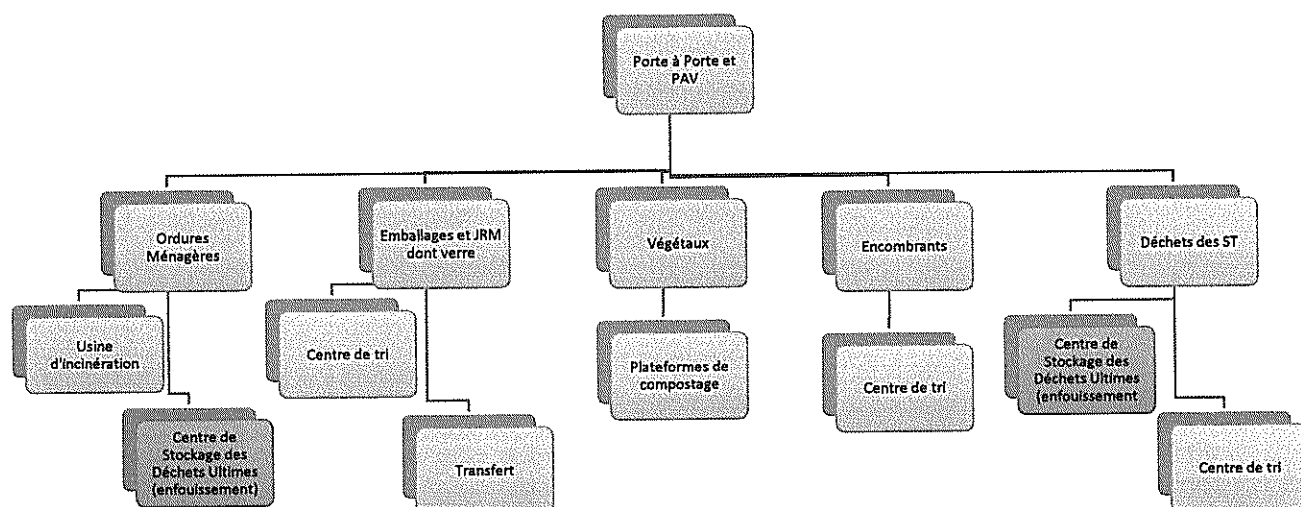 Porte à Porte et
PAV
Ordures
Ménagères
Emballages et JRM
dont verre
Végétaux
Encombrants
Déchets des ST
Usine
d'incinération
Centre de
Stockage des
Déchets Ultimes
(enfouissement)
Centre de tri
Transfert
Plateformes de
compostage
Centre de tri
Centre de
Stockage des
Déchets Ultimes
(enfouissement
Centre de tri